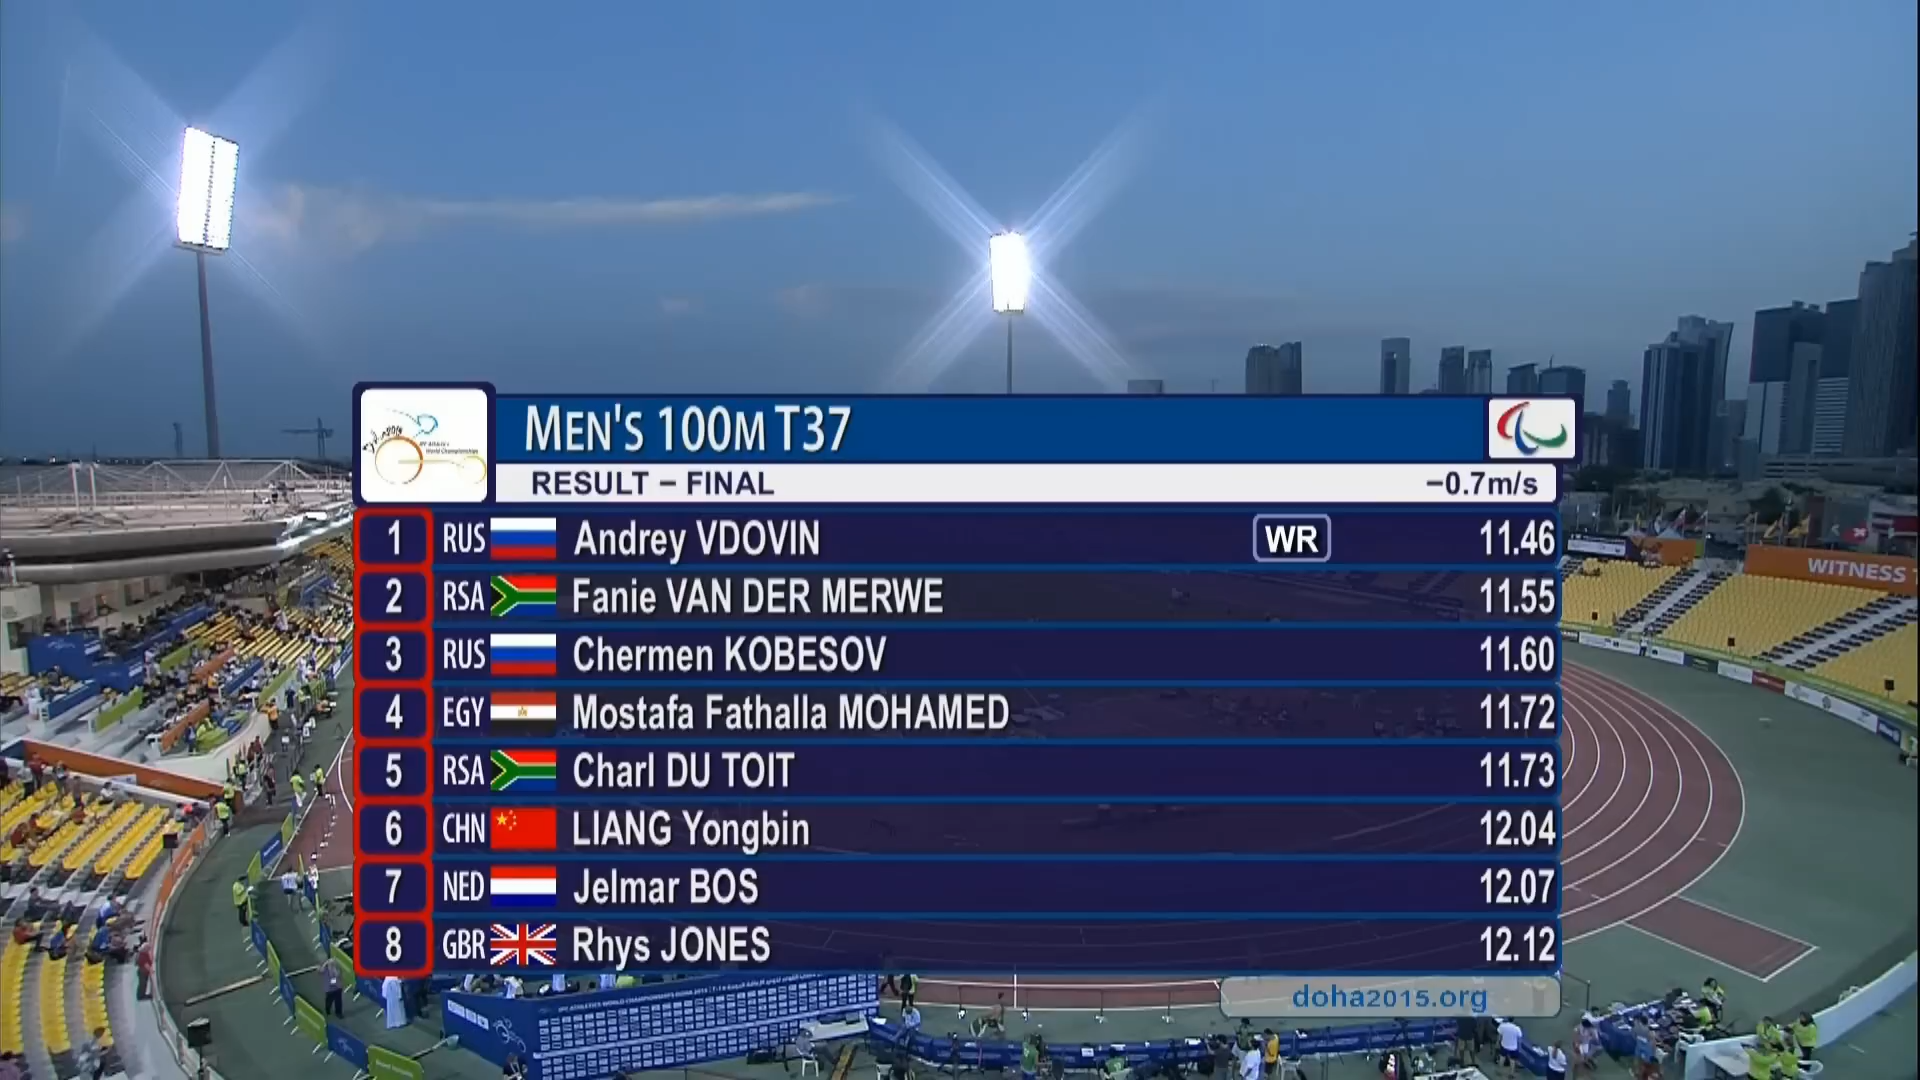 MEN'S 100M T37
RESULT – FINAL -0.7m/s
1 RUS Andrey VDOVIN WR 11.46
2 RSA Fanie VAN DER MERWE 11.55
3 RUS Chermen KOBESOV 11.60
4 EGY Mostafa Fathalla MOHAMED 11.72
5 RSA Charl DU TOIT 11.73
6 CHN LIANG Yongbin 12.04
7 NED Jelmar BOS 12.07
8 GBR Rhys JONES 12.12
WITNESS
doha2015.org